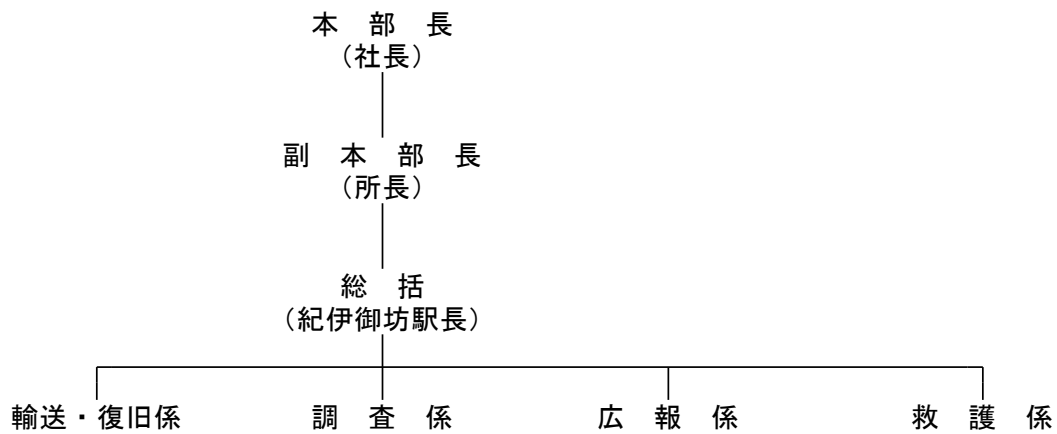 本　部　長
（社長）
副　本　部　長
（所長）
総　括
（紀伊御坊駅長）
輸送・復旧係　調　査　係　広　報　係　救　護　係